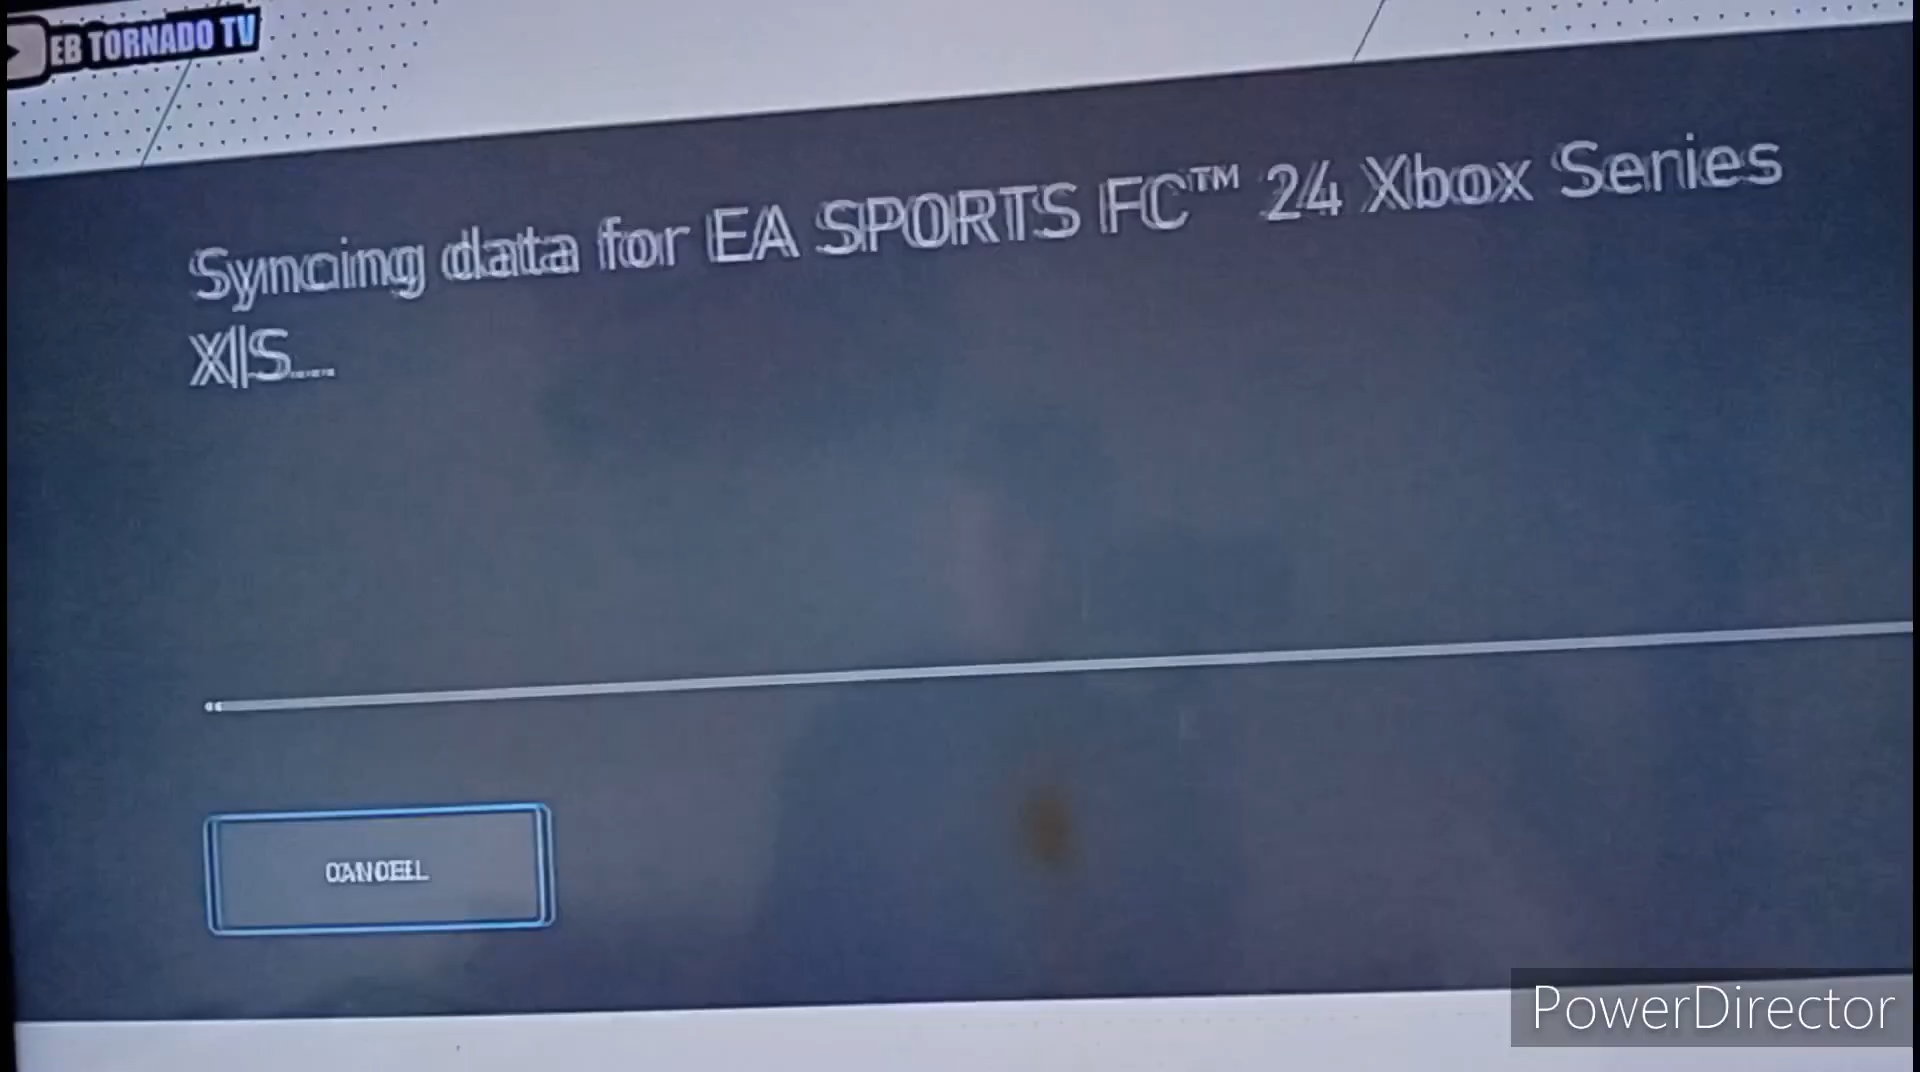 EB TORNADO TV
Syncing data for EA SPORTS FC™ 24 Xbox Series
X|S...
CANCEL
PowerDirector